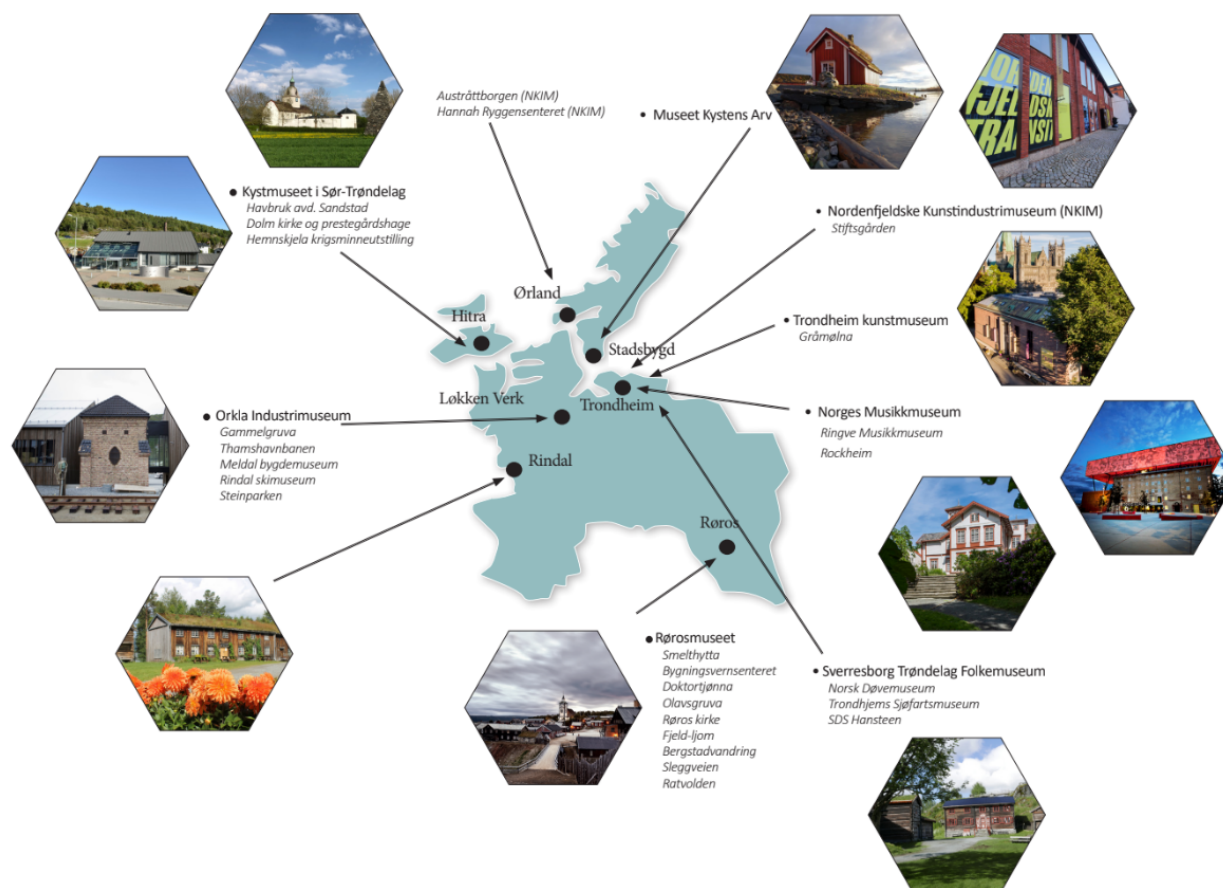 Austråttborgen (NKIM)
Hannah Ryggensenteret (NKIM)
• Museet Kystens Arv
● Kystmuseet i Sør-Trøndelag
Havbruk avd. Sandstad
Dolm kirke og prestegårdshage
Hemnskjela krigsminneutstilling
• Nordenfjeldske Kunstindustrimuseum (NKIM)
Stiftsgården
• Trondheim kunstmuseum
Gråmølna
Ørland
Hitra
Stadsbygd
Løkken Verk
Trondheim
Rindal
Røros
● Orkla Industrimuseum
Gammelgruva
Thamshavnbanen
Meldal bygdemuseum
Rindal skimuseum
Steinparken
• Norges Musikkmuseum
Ringve Musikkmuseum
Rockheim
● Rørosmuseet
Smelthytta
Bygningsvernsenteret
Doktortjønna
Olavsgruva
Røros kirke
Fjeld-ljom
Bergstadvandring
Sleggveien
Ratvolden
• Sverresborg Trøndelag Folkemuseum
Norsk Døvemuseum
Trondhjems Sjøfartsmuseum
SDS Hansteen